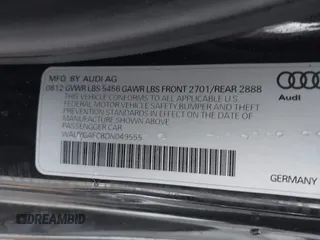 MFD. BY AUDI AG
08.12 GVWR LBS 5456 GAWR LBS FRONT 2701/REAR 2888
THIS VEHICLE CONFORMS TO ALL APPLICABLE U.S.
FEDERAL MOTOR VEHICLE SAFETY, BUMPER AND THEFT
PREVENTION STANDARDS IN EFFECT ON THE DATE OF
MANUFACTURE SHOWN ABOVE
PASSENGER CAR
Audi
GERMANY
DREAMBID